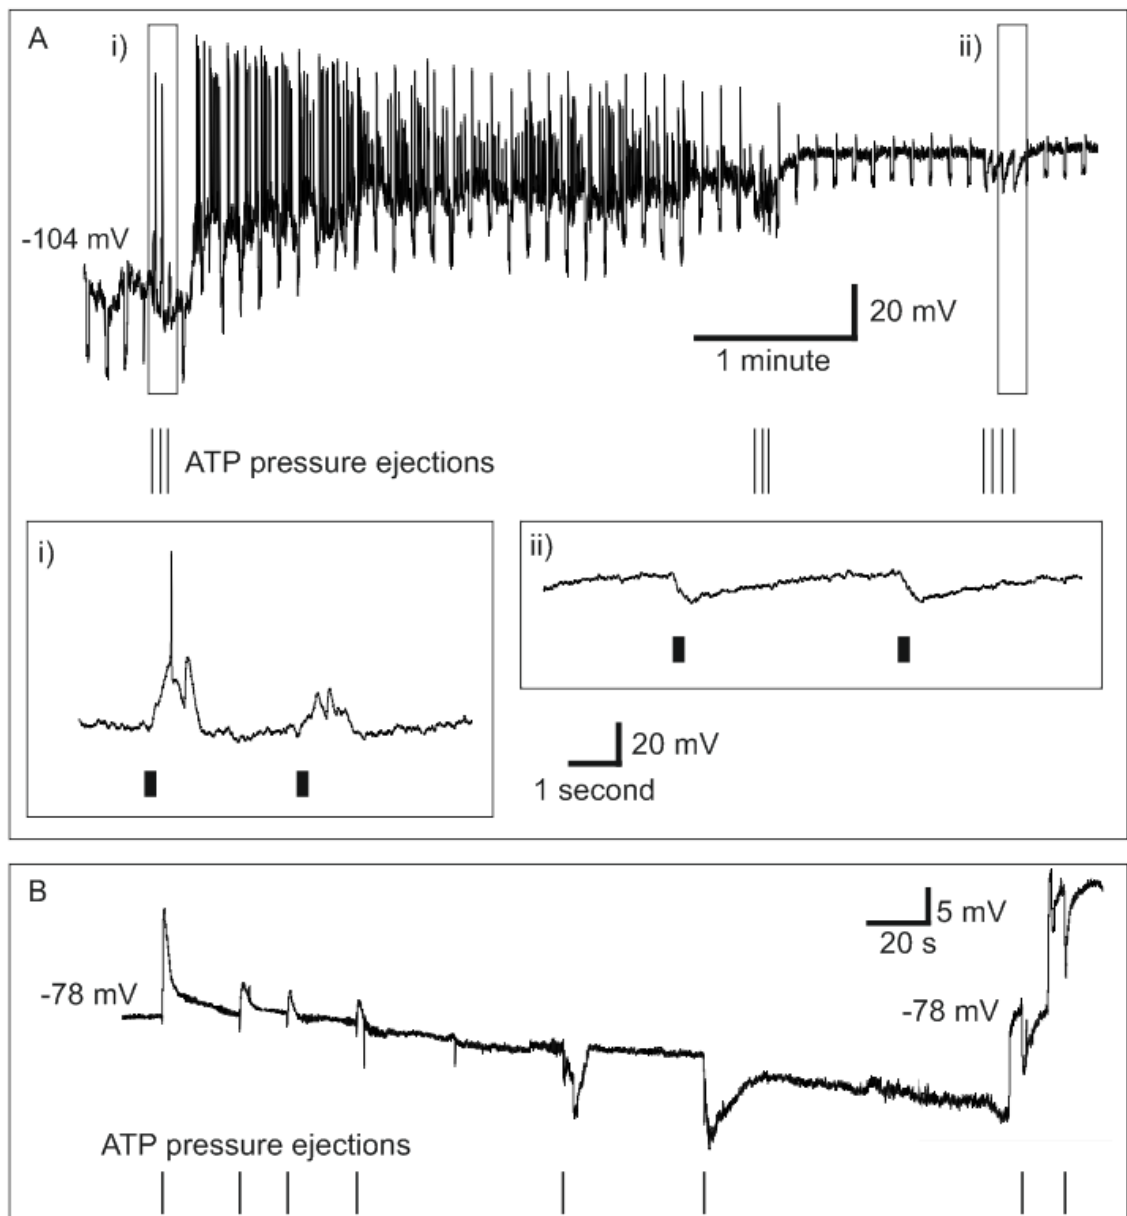 A
i)
ii)
-104 mV
20 mV
1 minute
ATP pressure ejections
i)
ii)
20 mV
1 second
B
5 mV
20 s
-78 mV
-78 mV
ATP pressure ejections